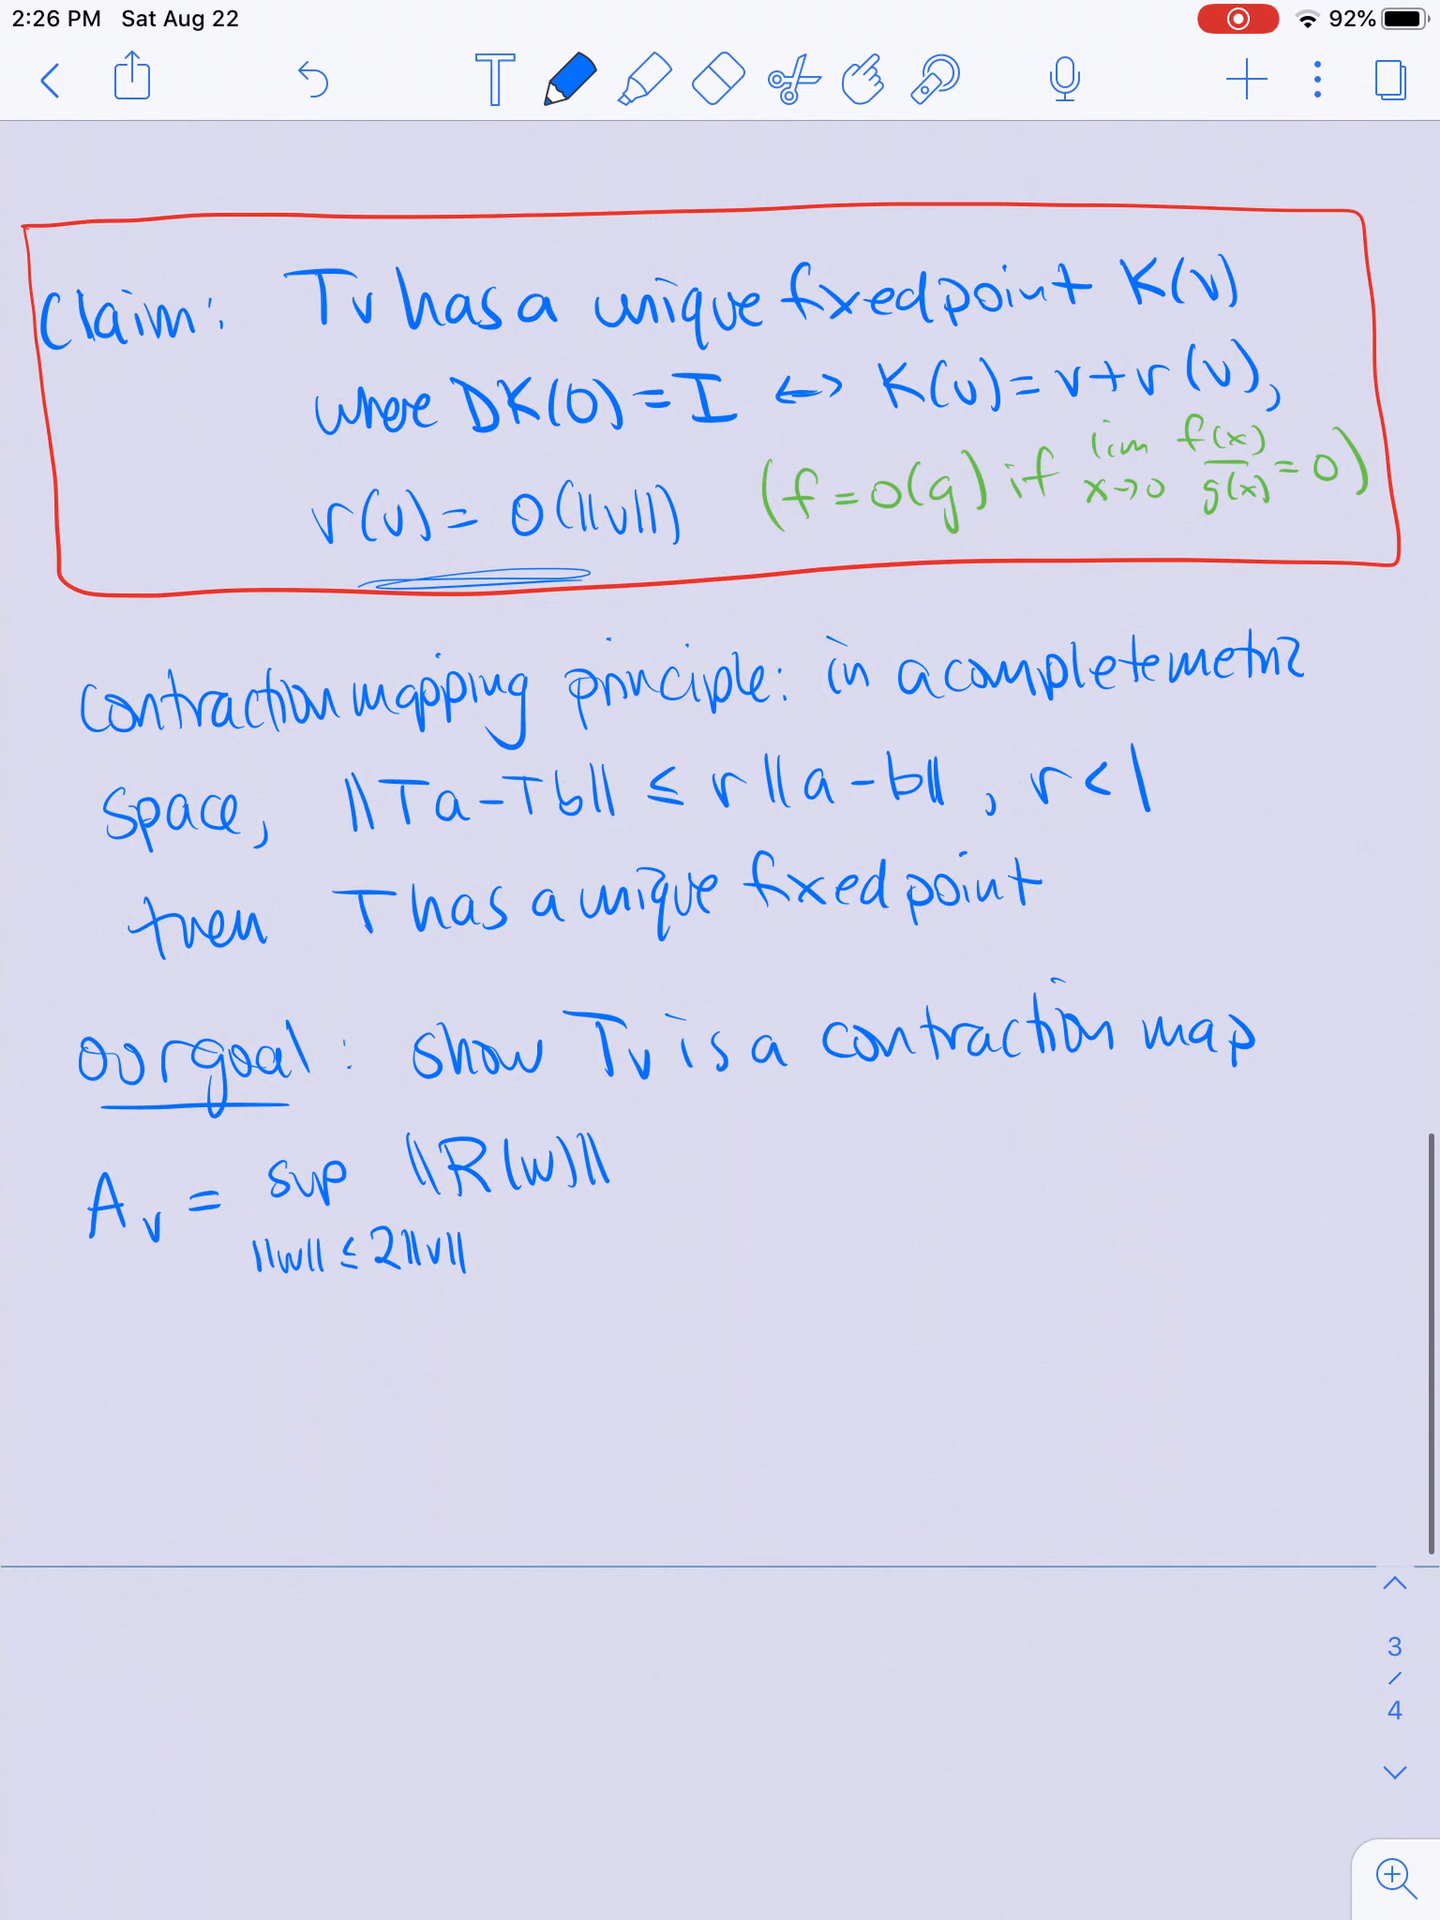 2:26 PM Sat Aug 22 92%
T
Claim: Tv has a unique fixed point K(v)
where DK(0) = I ↔ K(v) = v + r(v),
r(v) = o(||v||) (f = o(g) if lim x→0 f(x)/g(x) = 0)
Contraction mapping principle: in a complete metric
space, ||Ta - Tb|| ≤ r||a - b||, r < 1
then T has a unique fixed point
our goal: show Tv is a contraction map
Av = sup ||R(w)||
||w|| ≤ 2||v||
3
/
4